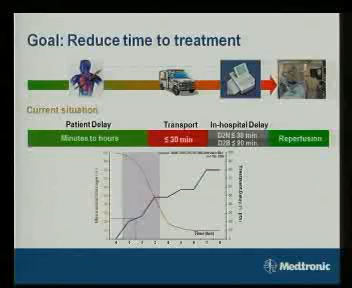 Goal: Reduce time to treatment
Current situation
Patient Delay
Transport
In-hospital Delay
Minutes to hours
≤ 30 min
D2N ≤ 30 min
D2B ≤ 90 min
Reperfusion
Medtronic